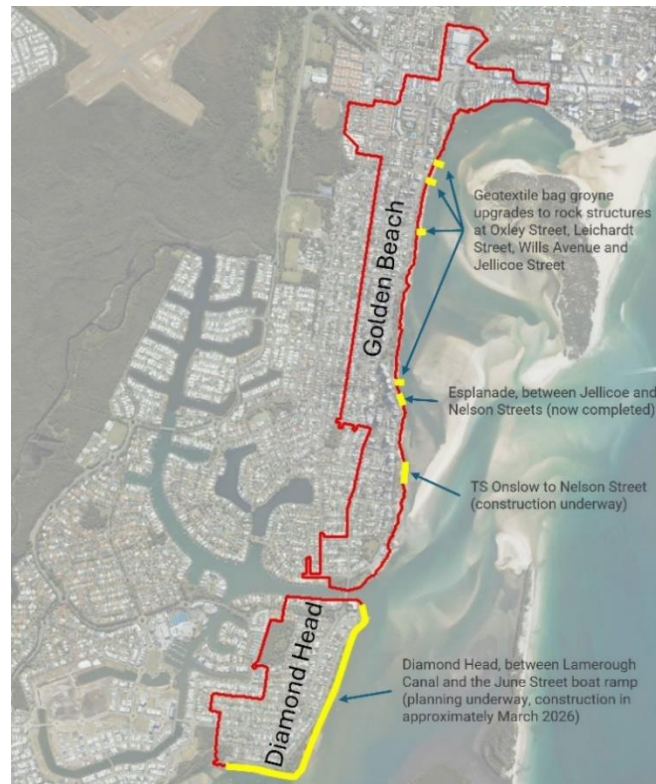 Geotextile bag groyne
upgrades to rock structures
at Oxley Street, Leichardt
Street, Wills Avenue and
Jellicoe Street
Golden Beach
Esplanade, between Jellicoe and
Nelson Streets (now completed)
TS Onslow to Nelson Street
(construction underway)
Diamond Head
Diamond Head, between Lamerough
Canal and the June Street boat ramp
(planning underway, construction in
approximately March 2026)